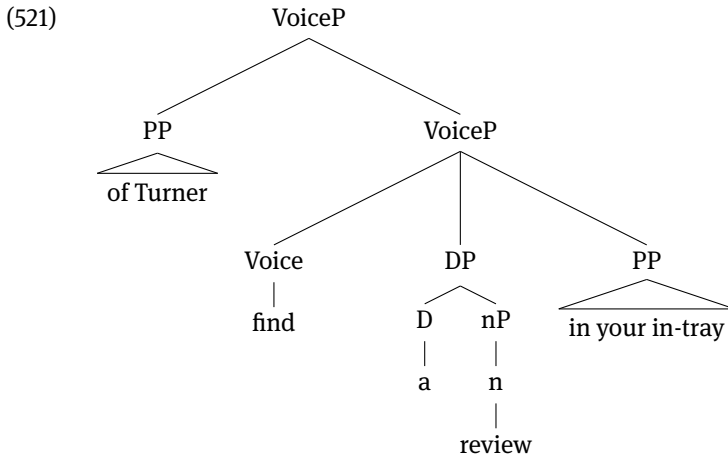 (521) VoiceP
PP VoiceP
of Turner
Voice DP PP
find D nP in your in-tray
a n
review